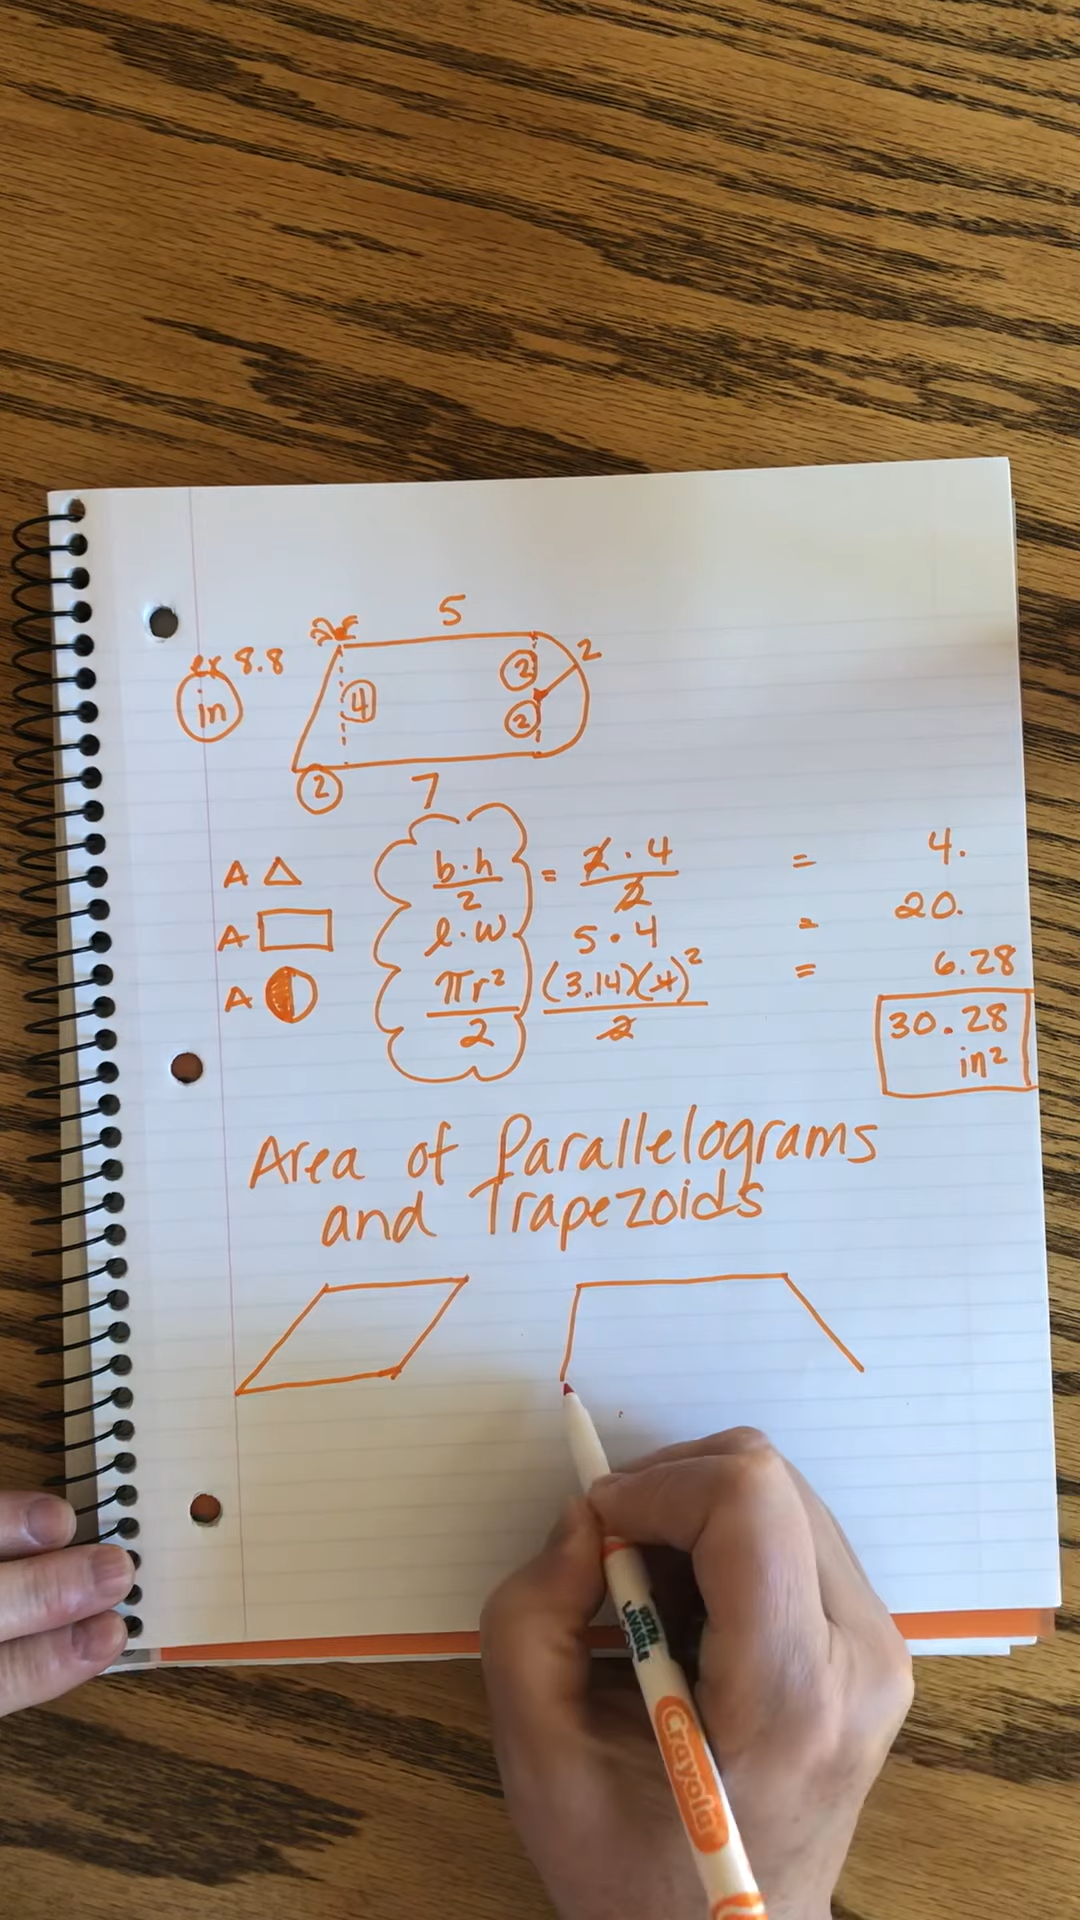 5
ex 8.8
in
4
2
2
2
2
7
A △ b·h/2 = 2·4/2 = 4.
A ▭ l·w 5·4 = 20.
A ◐ πr²/2 (3.14)(4)²/2 = 6.28
30.28
in²
Area of Parallelograms
and Trapezoids
ULTRA
Crayola